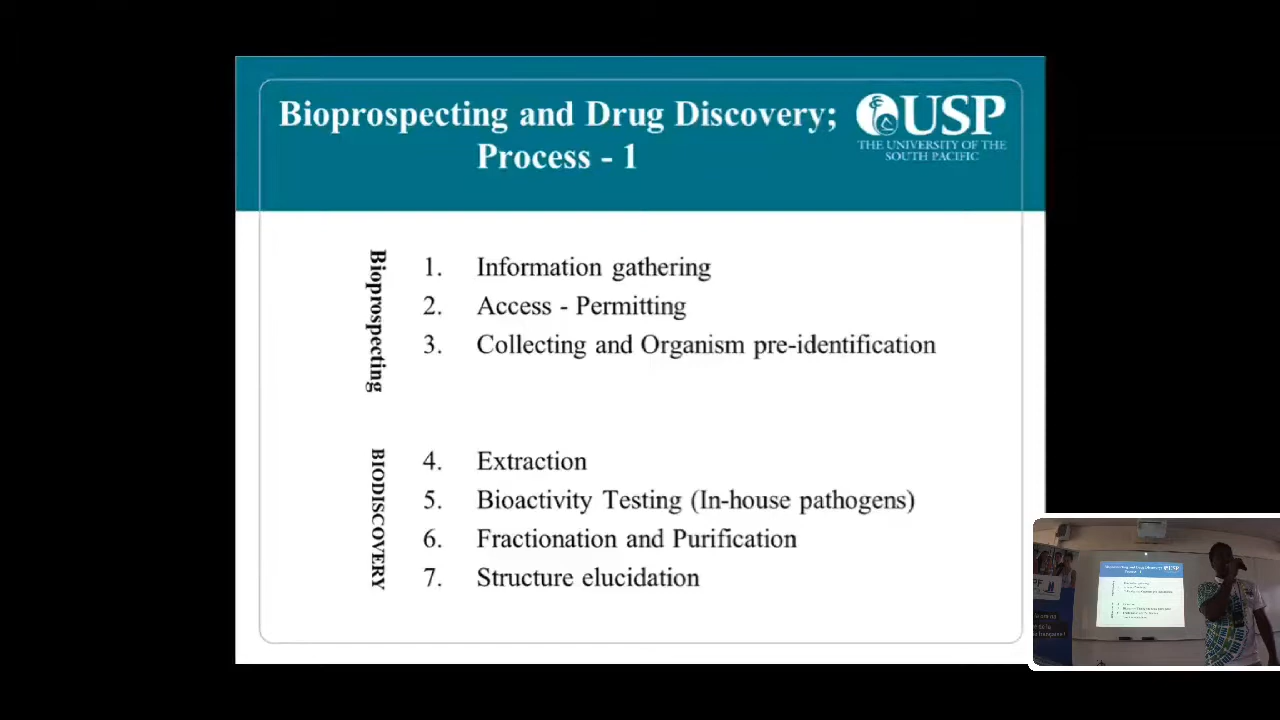 Bioprospecting and Drug Discovery;
Process - 1
USP
THE UNIVERSITY OF THE
SOUTH PACIFIC
Bioprospecting
1. Information gathering
2. Access - Permitting
3. Collecting and Organism pre-identification
BIODISCOVERY
4. Extraction
5. Bioactivity Testing (In-house pathogens)
6. Fractionation and Purification
7. Structure elucidation